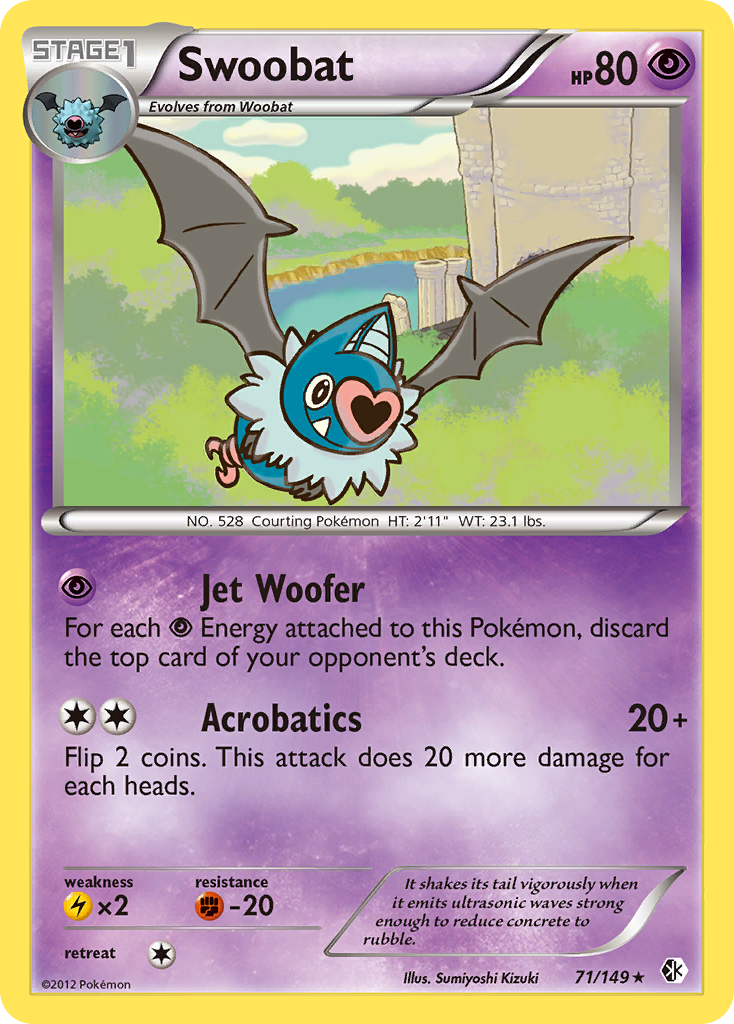 STAGE1
Swoobat
HP80
Evolves from Woobat
NO. 528 Courting Pokémon HT: 2'11" WT: 23.1 lbs.
Jet Woofer
For each Energy attached to this Pokémon, discard
the top card of your opponent's deck.
Acrobatics 20+
Flip 2 coins. This attack does 20 more damage for
each heads.
weakness resistance
×2 -20
retreat
It shakes its tail vigorously when
it emits ultrasonic waves strong
enough to reduce concrete to
rubble.
©2012 Pokémon
Illus. Sumiyoshi Kizuki 71/149★